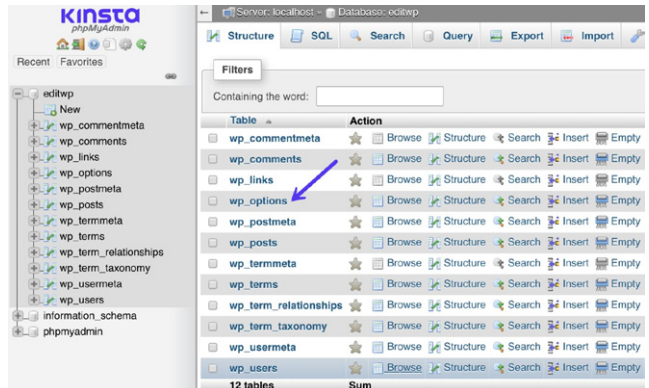 KINSTA
phpMyAdmin
Recent Favorites
editwp
New
wp_commentmeta
wp_comments
wp_links
wp_options
wp_postmeta
wp_posts
wp_termmeta
wp_terms
wp_term_relationships
wp_term_taxonomy
wp_usermeta
wp_users
information_schema
phpmyadmin
Server: localhost » Database: editwp
Structure SQL Search Query Export Import
Filters
Containing the word:
Table Action
wp_commentmeta Browse Structure Search Insert Empty
wp_comments Browse Structure Search Insert Empty
wp_links Browse Structure Search Insert Empty
wp_options Browse Structure Search Insert Empty
wp_postmeta Browse Structure Search Insert Empty
wp_posts Browse Structure Search Insert Empty
wp_termmeta Browse Structure Search Insert Empty
wp_terms Browse Structure Search Insert Empty
wp_term_relationships Browse Structure Search Insert Empty
wp_term_taxonomy Browse Structure Search Insert Empty
wp_usermeta Browse Structure Search Insert Empty
wp_users Browse Structure Search Insert Empty
12 tables Sum